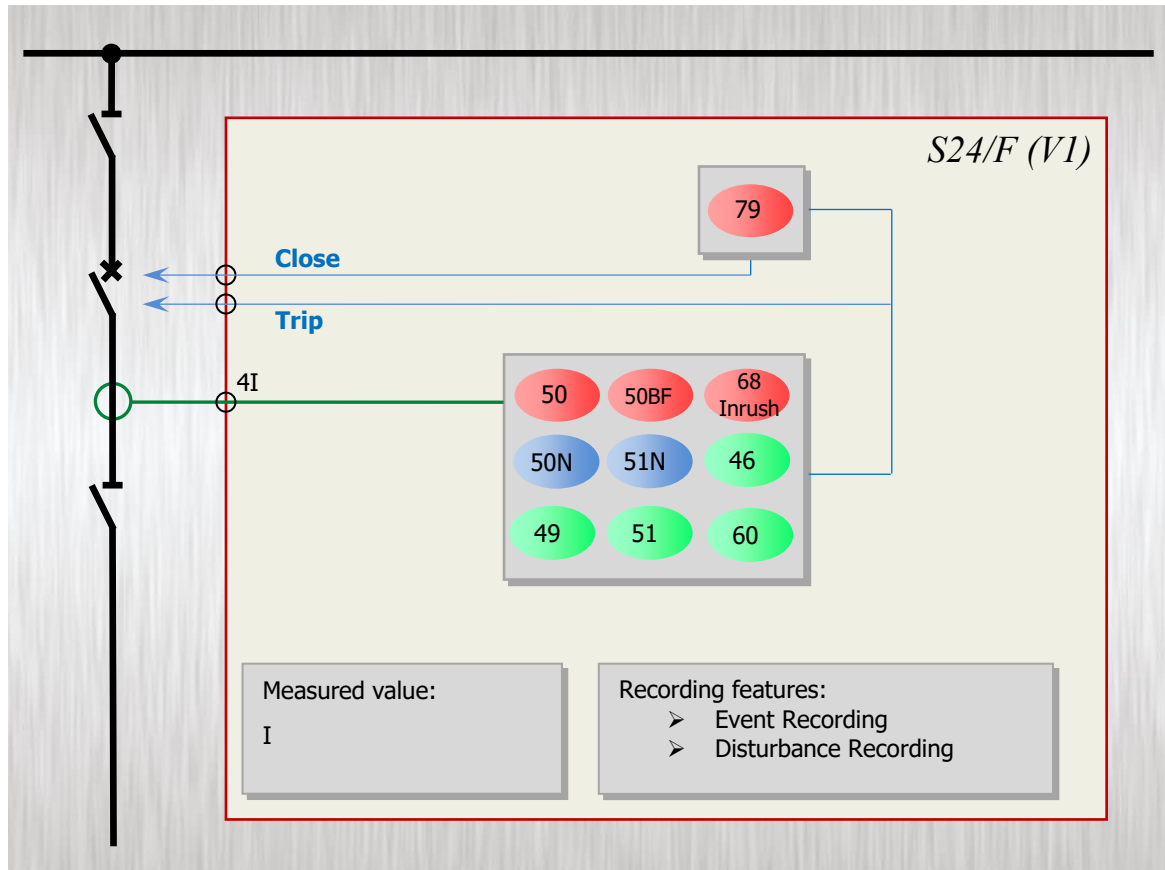 S24/F (V1)
79
Close
Trip
4I
50
50BF
68
Inrush
50N
51N
46
49
51
60
Measured value:
I
Recording features:
➢ Event Recording
➢ Disturbance Recording